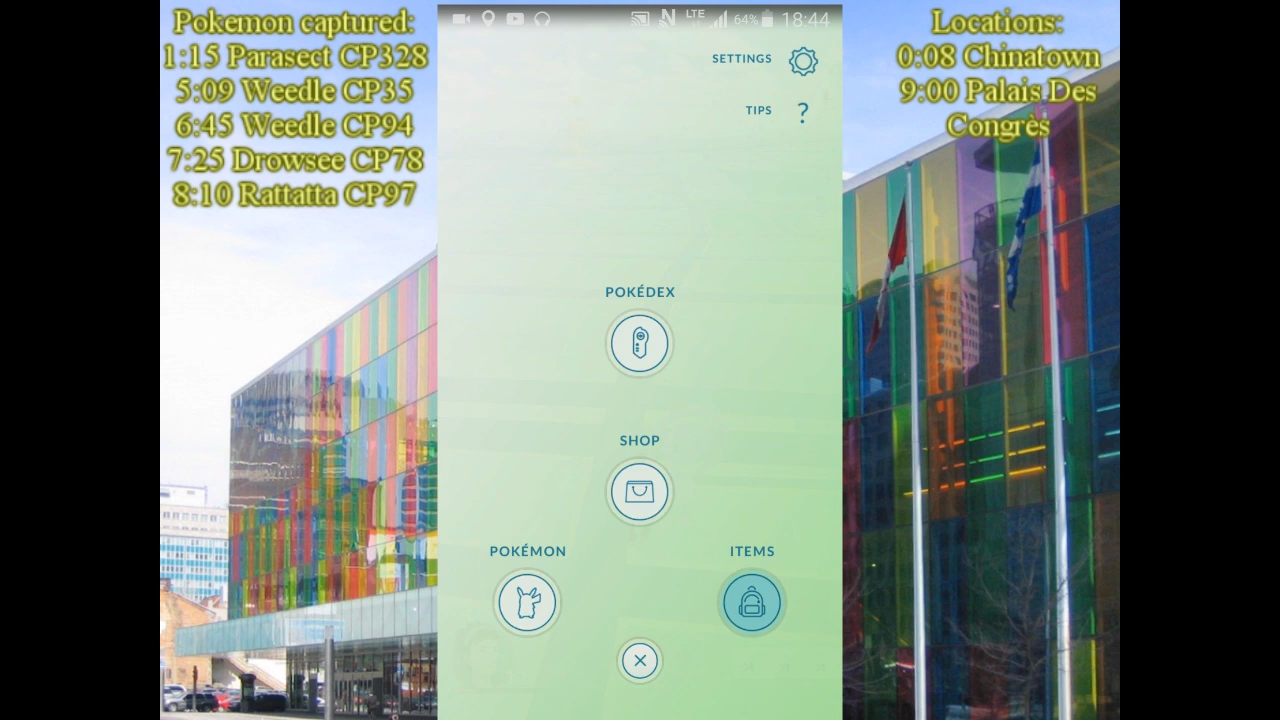 Pokemon captured:
1:15 Parasect CP328
5:09 Weedle CP35
6:45 Weedle CP94
7:25 Drowsee CP78
8:10 Rattatta CP97
LTE
64%
18:44
SETTINGS
TIPS
?
POKÉDEX
SHOP
POKÉMON
ITEMS
Locations:
0:08 Chinatown
9:00 Palais Des
Congrès